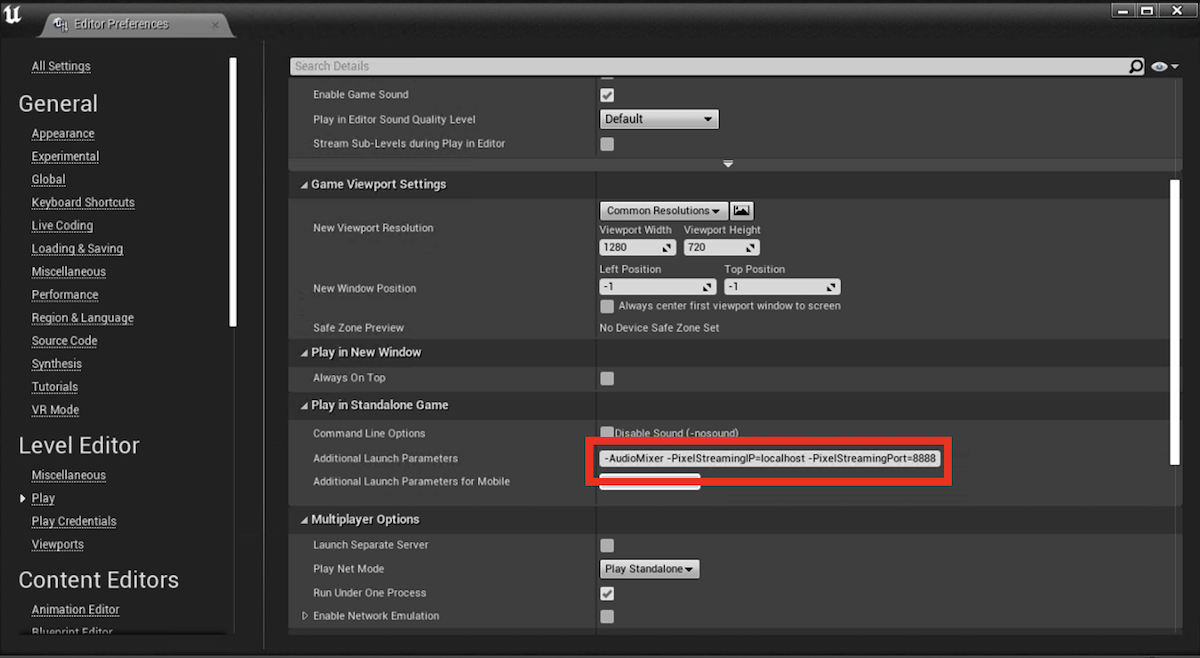 Editor Preferences
All Settings
General
Appearance
Experimental
Global
Keyboard Shortcuts
Live Coding
Loading & Saving
Miscellaneous
Performance
Region & Language
Source Code
Synthesis
Tutorials
VR Mode
Level Editor
Miscellaneous
Play
Play Credentials
Viewports
Content Editors
Animation Editor
Blueprint Editor
Search Details
Enable Game Sound
Play in Editor Sound Quality Level
Default
Stream Sub-Levels during Play in Editor
Game Viewport Settings
New Viewport Resolution
Common Resolutions
Viewport Width Viewport Height
1280 720
New Window Position
Left Position Top Position
-1 -1
Always center first viewport window to screen
Safe Zone Preview
No Device Safe Zone Set
Play in New Window
Always On Top
Play in Standalone Game
Command Line Options
Disable Sound (-nosound)
Additional Launch Parameters
-AudioMixer -PixelStreamingIP=localhost -PixelStreamingPort=8888
Additional Launch Parameters for Mobile
Multiplayer Options
Launch Separate Server
Play Net Mode
Play Standalone
Run Under One Process
Enable Network Emulation